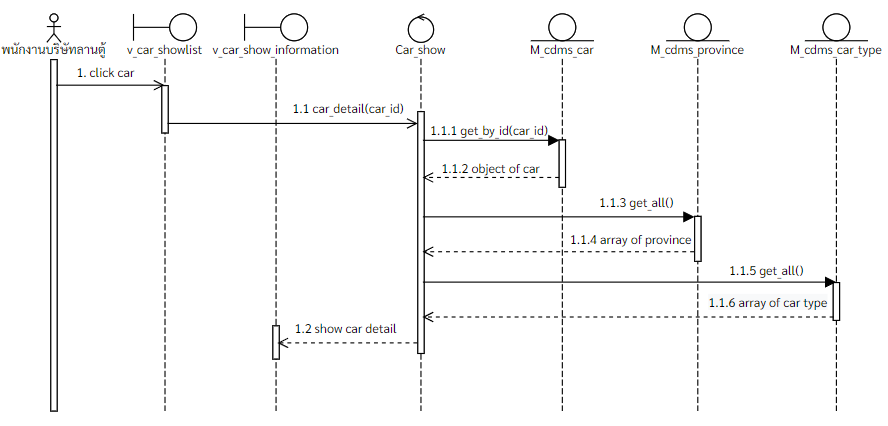 พนักงานบริษัทลานตู้
v_car_showlist
v_car_show_information
Car_show
M_cdms_car
M_cdms_province
M_cdms_car_type
1. click car
1.1 car_detail(car_id)
1.1.1 get_by_id(car_id)
1.1.2 object of car
1.1.3 get_all()
1.1.4 array of province
1.1.5 get_all()
1.1.6 array of car type
1.2 show car detail